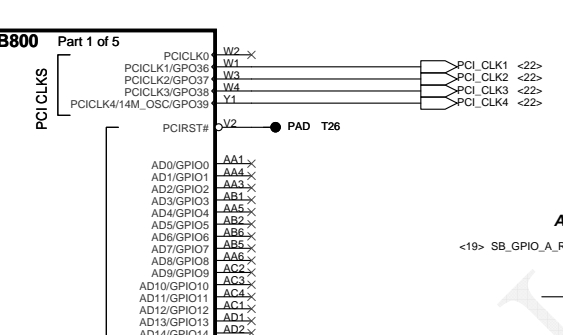 B800 Part 1 of 5
PCI CLKS
PCICLK0 W2
PCICLK1/GPO36 W1 PCI_CLK1 <22>
PCICLK2/GPO37 W3 PCI_CLK2 <22>
PCICLK3/GPO38 W4 PCI_CLK3 <22>
PCICLK4/14M_OSC/GPO39 Y1 PCI_CLK4 <22>
PCIRST# V2 PAD T26
AD0/GPIO0 AA1
AD1/GPIO1 AA4
AD2/GPIO2 AA3
AD3/GPIO3 AB1
AD4/GPIO4 AA5
AD5/GPIO5 AB2
AD6/GPIO6 AB6
AD7/GPIO7 AB5
AD8/GPIO8 AA6
AD9/GPIO9 AC2
AD10/GPIO10 AC3
AD11/GPIO11 AC4
AD12/GPIO12 AC1
AD13/GPIO13 AD1
AD14/GPIO14 AD2
A
<19> SB_GPIO_A_R